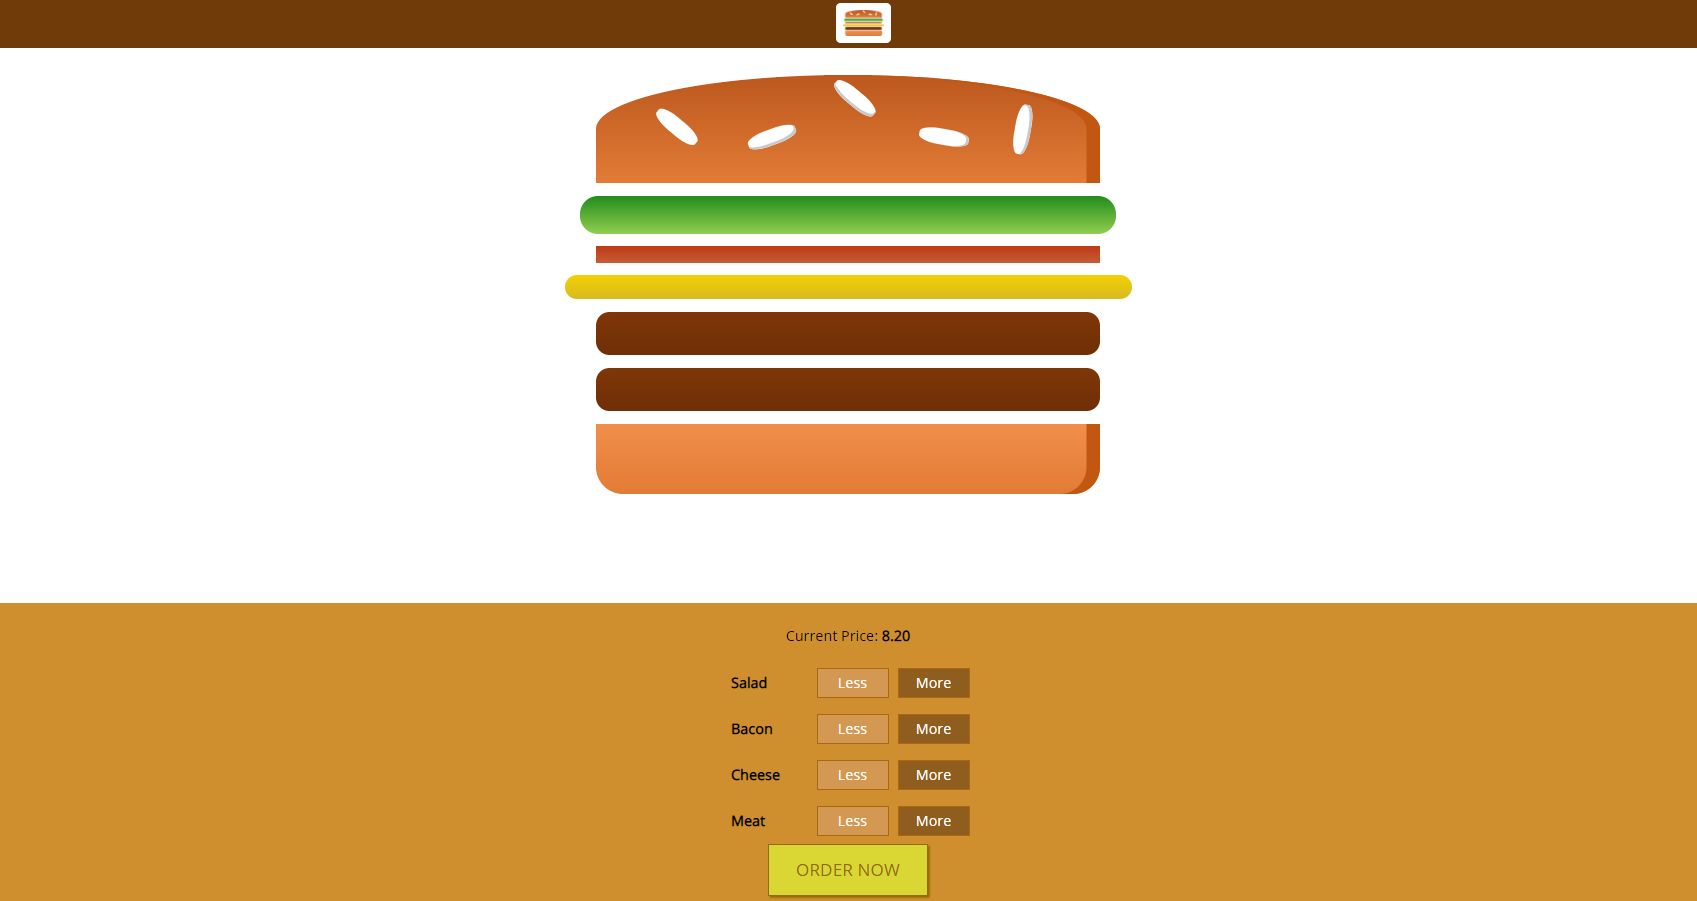 Current Price: 8.20
Salad Less More
Bacon Less More
Cheese Less More
Meat Less More
ORDER NOW